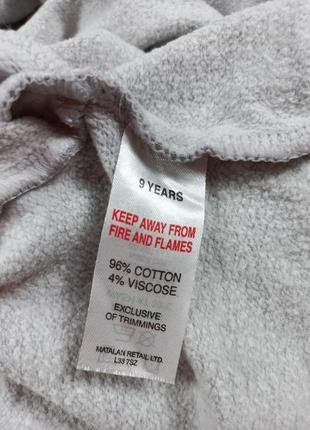 9 YEARS
KEEP AWAY FROM
FIRE AND FLAMES
96% COTTON
4% VISCOSE
EXCLUSIVE
OF TRIMMINGS
MATALAN RETAIL LTD.
L33 7SZ